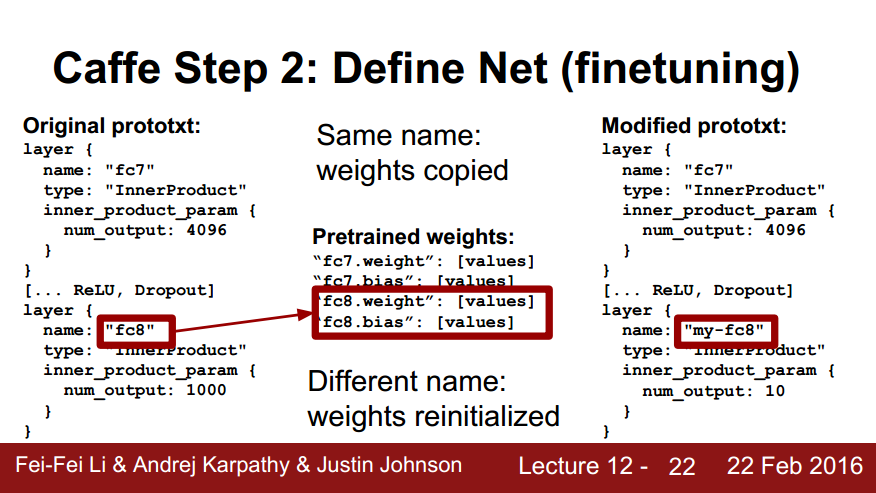 Caffe Step 2: Define Net (finetuning)
Original prototxt:
layer {
name: "fc7"
type: "InnerProduct"
inner_product_param {
num_output: 4096
}
}
[... ReLU, Dropout]
layer {
name: "fc8"
type: "InnerProduct"
inner_product_param {
num_output: 1000
}
}
Same name:
weights copied
Pretrained weights:
“fc7.weight”: [values]
“fc7.bias”: [values]
“fc8.weight”: [values]
“fc8.bias”: [values]
Different name:
weights reinitialized
Modified prototxt:
layer {
name: "fc7"
type: "InnerProduct"
inner_product_param {
num_output: 4096
}
}
[... ReLU, Dropout]
layer {
name: "my-fc8"
type: "InnerProduct"
inner_product_param {
num_output: 10
}
}
Fei-Fei Li & Andrej Karpathy & Justin Johnson
Lecture 12 - 22
22 Feb 2016